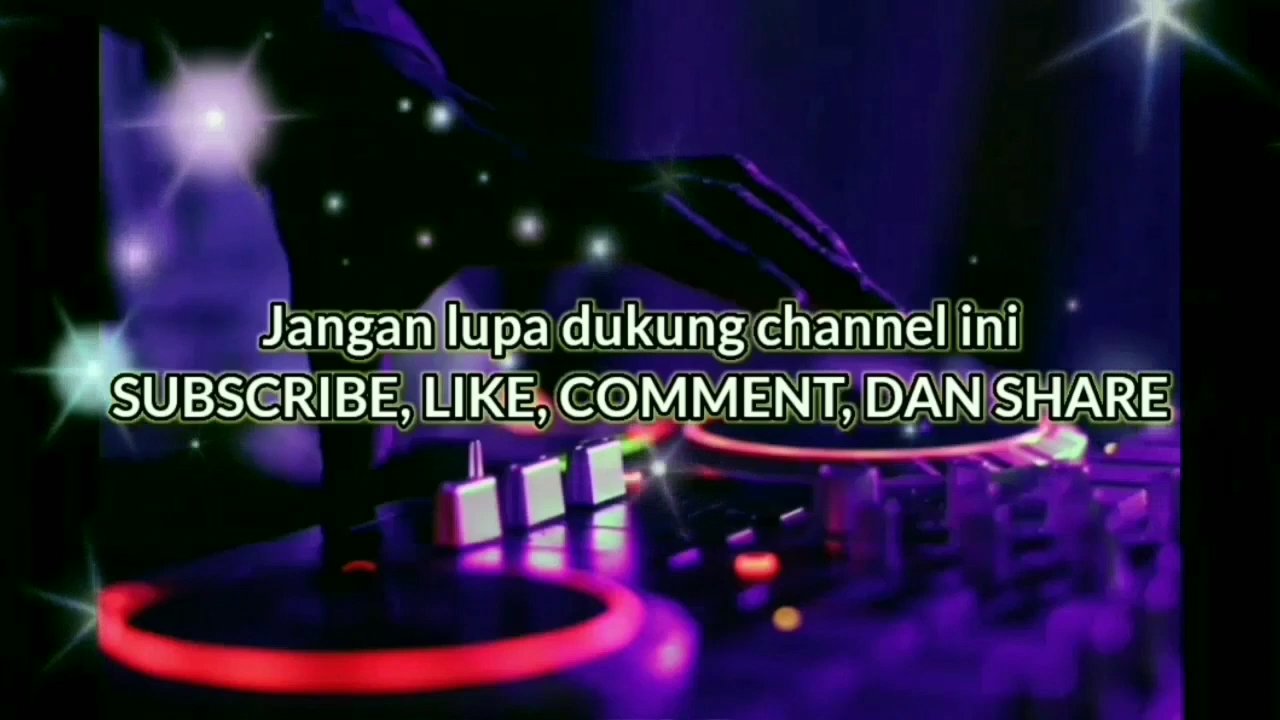 Jangan lupa dukung channel ini
SUBSCRIBE, LIKE, COMMENT, DAN SHARE